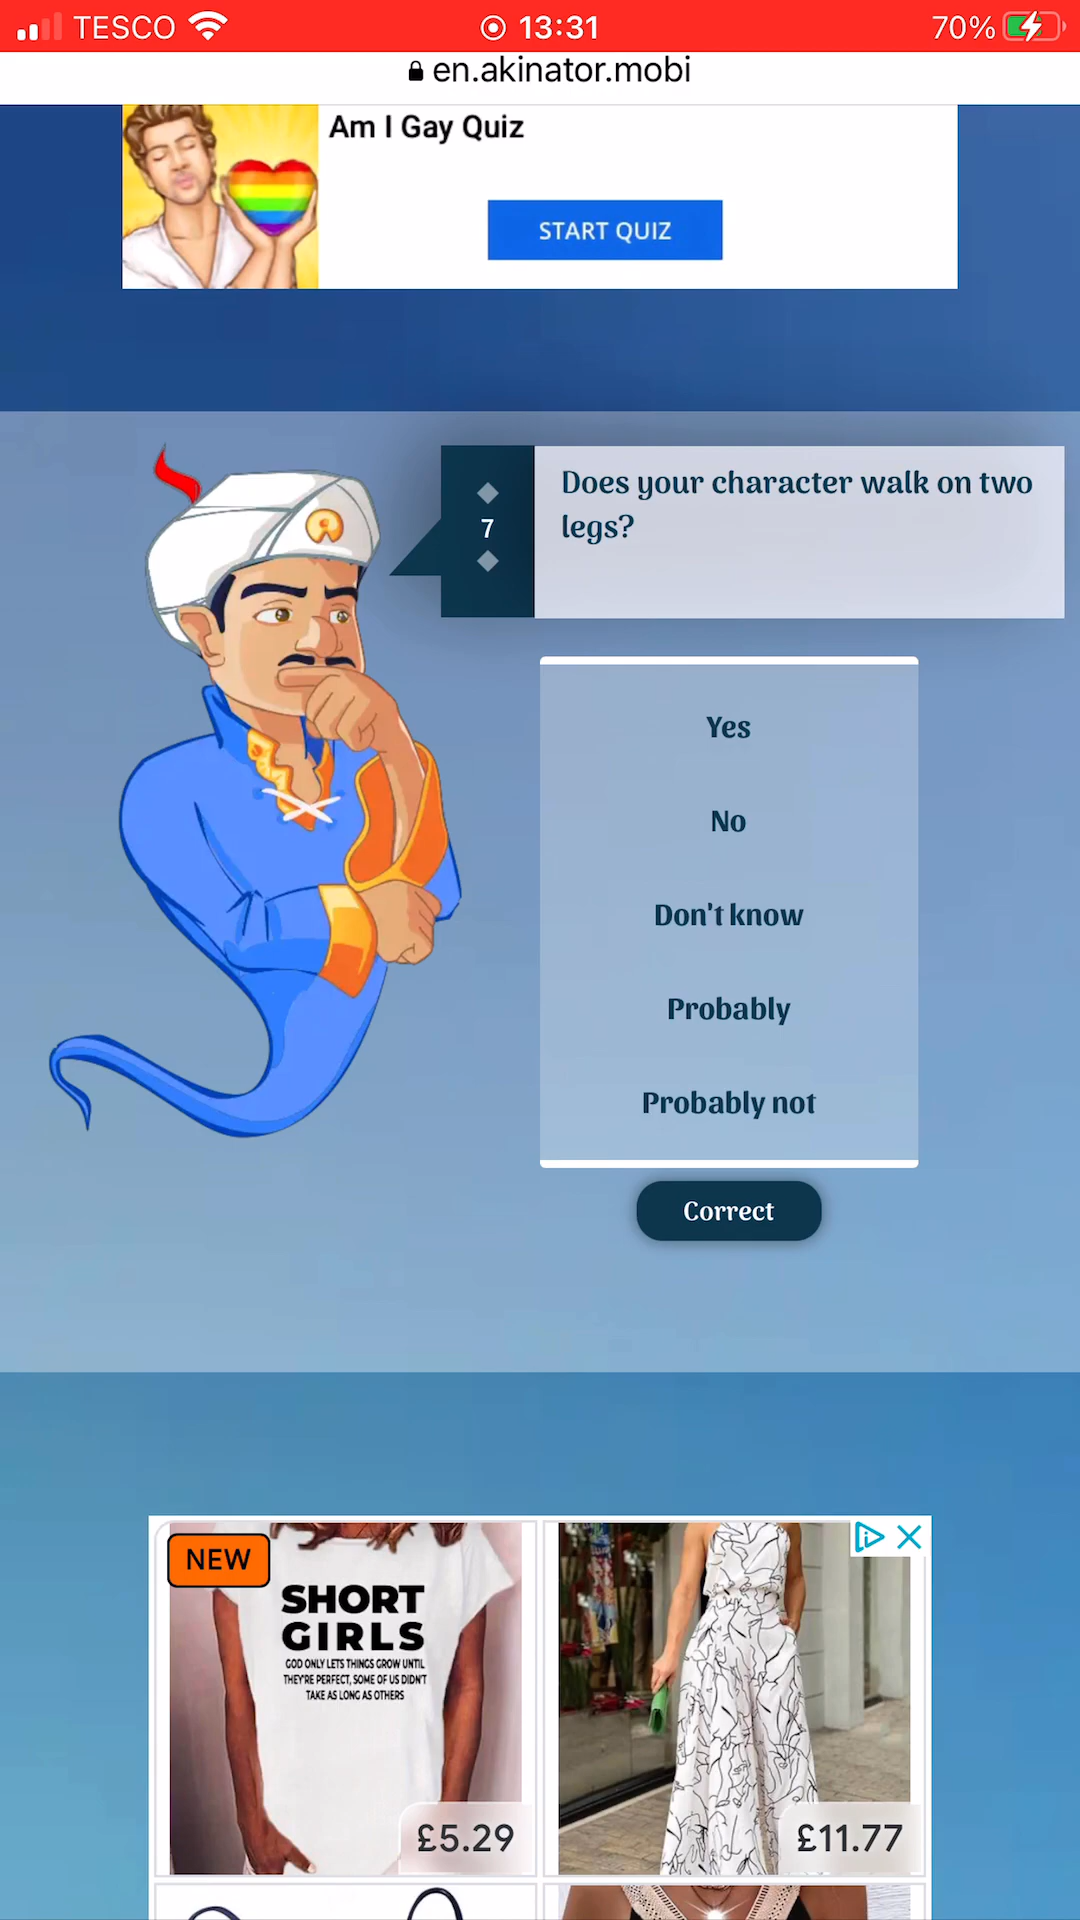 TESCO
13:31
70%
en.akinator.mobi
Am I Gay Quiz
START QUIZ
7
Does your character walk on two
legs?
Yes
No
Don't know
Probably
Probably not
Correct
NEW
SHORT
GIRLS
GOD ONLY LETS THINGS GROW UNTIL
THEY'RE PERFECT, SOME OF US DIDN'T
TAKE AS LONG AS OTHERS
£5.29
£11.77